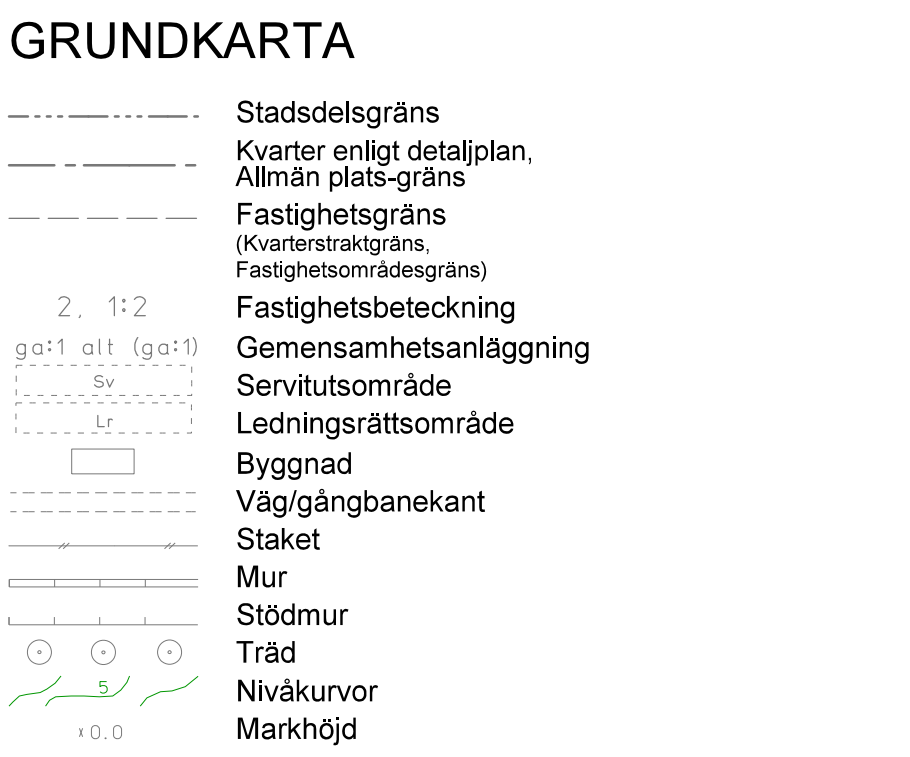 GRUNDKARTA
Stadsdelsgräns
Kvarter enligt detaljplan,
Allmän plats-gräns
Fastighetsgräns
(Kvarterstraktgräns,
Fastighetsområdesgräns)
2, 1:2 Fastighetsbeteckning
ga:1 alt (ga:1) Gemensamhetsanläggning
Sv Servitutsområde
Lr Ledningsrättsområde
Byggnad
Väg/gångbanekant
Staket
Mur
Stödmur
Träd
5 Nivåkurvor
x0.0 Markhöjd